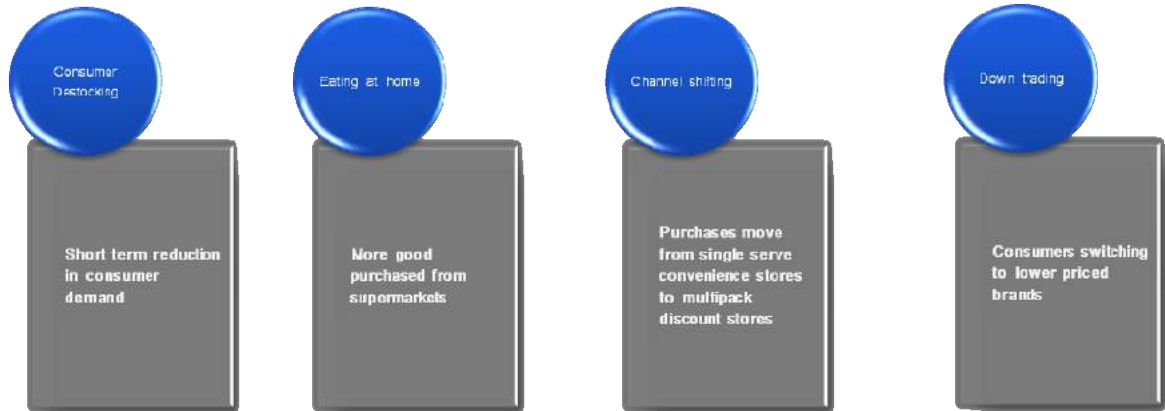 Consumer
Destocking
Eating at home
Channel shifting
Down trading
Short term reduction
in consumer
demand
More good
purchased from
supermarkets
Purchases move
from single serve
convenience stores
to multipack
discount stores
Consumers switching
to lower priced
brands